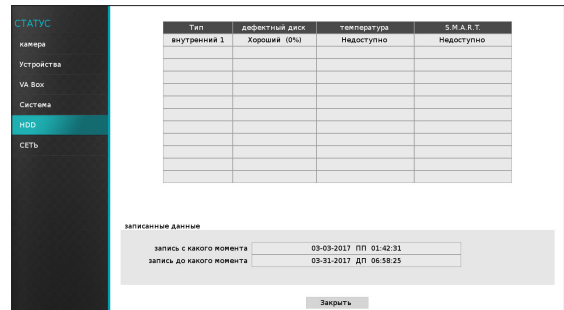 СТАТУС
камера
Устройства
VA Box
Система
HDD
СЕТЬ
Тип дефектный диск температура S.M.A.R.T.
внутренний 1 Хороший (0%) Недоступно Недоступно
записанные данные
запись с какого момента 03-03-2017 ПП 01:42:31
запись до какого момента 03-31-2017 ДП 06:58:25
Закрыть